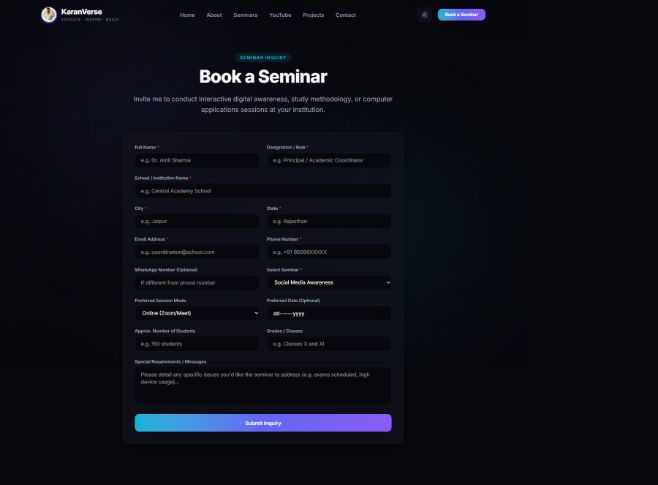 KaranVerse
EDUCATE · INSPIRE · BUILD
Home About Seminars YouTube Projects Contact
Book a Seminar
SEMINAR INQUIRY
Book a Seminar
Invite me to conduct interactive digital awareness, study methodology, or computer
applications sessions at your institution.
Full Name * Designation / Role *
e.g. Dr. Amit Sharma e.g. Principal / Academic Coordinator
School / Institution Name *
e.g. Central Academy School
City * State *
e.g. Jaipur e.g. Rajasthan
Email Address * Phone Number *
e.g. coordination@school.com e.g. +91 99286XXXXX
WhatsApp Number (Optional) Select Seminar *
If different from phone number Social Media Awareness
Preferred Session Mode Preferred Date (Optional)
Online (Zoom/Meet) dd-----yyyy
Approx. Number of Students Grades / Classes
e.g. 150 students e.g. Classes X and XI
Special Requirements / Messages
Please detail any specific issues you'd like the seminar to address (e.g. exams scheduled, high
device usage)...
Submit Inquiry